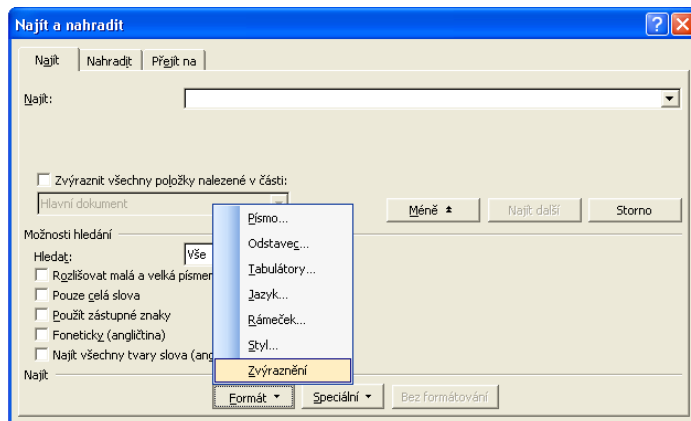 Najít a nahradit
Najít
Nahradit
Přejít na
Najít:
Zvýraznit všechny položky nalezené v části:
Hlavní dokument
Méně
Najít další
Storno
Možnosti hledání
Hledat:
Vše
Rozlišovat malá a velká písmen
Pouze celá slova
Použít zástupné znaky
Foneticky (angličtina)
Najít všechny tvary slova (ang
Písmo...
Odstavec...
Tabulátory...
Jazyk...
Rámeček...
Styl...
Zvýraznění
Najít
Formát
Speciální
Bez formátování